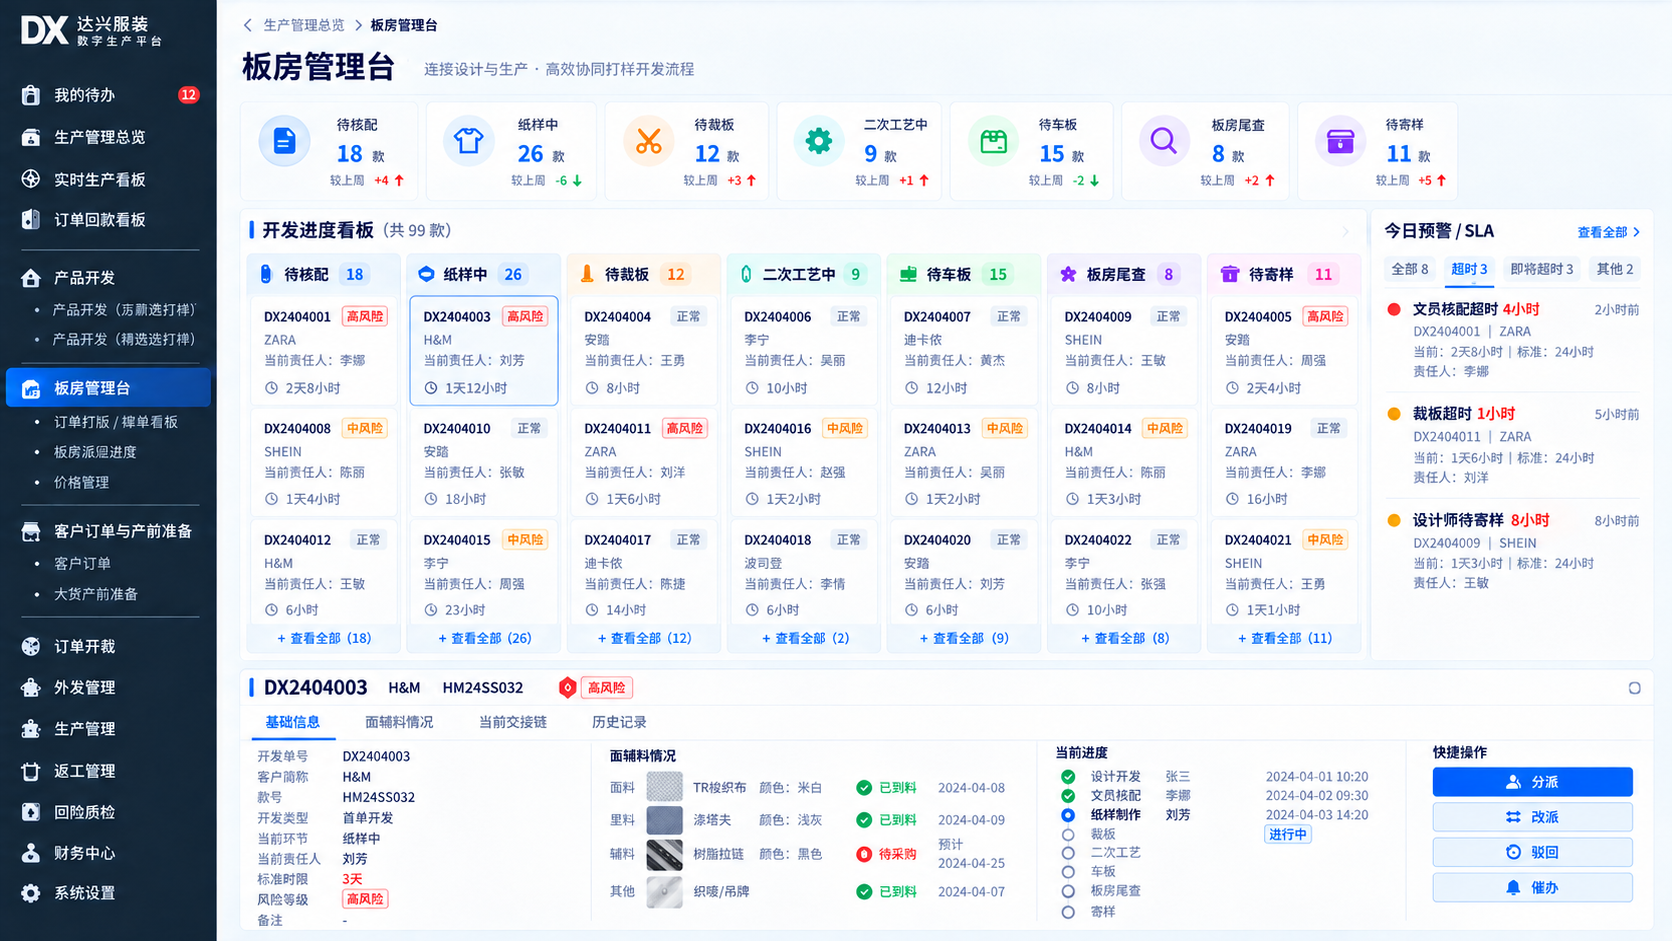 DX 达兴服装
数字生产平台
我的待办 12
生产管理总览
实时生产看板
订单回款看板
产品开发
• 产品开发
• 产品开发
板房管理台
• 订单打版 / 单看板
• 板房派进度
• 价格管理
客户订单与产前准备
• 客户订单
• 大货产前准备
订单开裁
外发管理
生产管理
返工管理
回险质检
财务中心
系统设置
生产管理总览 > 板房管理台
板房管理台 连接设计与生产 · 高效协同打样开发流程
待核配
18 款
较上周 +4 ↑
纸样中
26 款
较上周 -6 ↓
待裁板
12 款
较上周 +3 ↑
二次工艺中
9 款
较上周 +1 ↑
待车板
15 款
较上周 -2 ↓
板房尾查
8 款
较上周 +2 ↑
待寄样
11 款
较上周 +5 ↑
开发进度看板（共 99 款）
待核配 18
DX2404001 高风险
ZARA
当前责任人：李娜
2天8小时
DX2404008 中风险
SHEIN
当前责任人：陈丽
1天4小时
DX2404012 正常
H&M
当前责任人：王敏
6小时
+ 查看全部 (18)
纸样中 26
DX2404003 高风险
H&M
当前责任人：刘芳
1天12小时
DX2404010 正常
安踏
当前责任人：张敏
18小时
DX2404015 中风险
李宁
当前责任人：周强
23小时
+ 查看全部 (26)
待裁板 12
DX2404004 正常
安踏
当前责任人：王勇
8小时
DX2404011 高风险
ZARA
当前责任人：刘洋
1天6小时
DX2404017 正常
迪卡侬
当前责任人：陈捷
14小时
+ 查看全部 (12)
二次工艺中 9
DX2404006 正常
李宁
当前责任人：吴丽
10小时
DX2404016 中风险
SHEIN
当前责任人：赵强
1天2小时
DX2404018 正常
波司登
当前责任人：李倩
6小时
+ 查看全部 (2)
待车板 15
DX2404007 正常
迪卡侬
当前责任人：黄杰
12小时
DX2404013 中风险
ZARA
当前责任人：吴丽
1天2小时
DX2404020 正常
安踏
当前责任人：刘芳
6小时
+ 查看全部 (9)
板房尾查 8
DX2404009 正常
SHEIN
当前责任人：王敏
8小时
DX2404014 中风险
H&M
当前责任人：陈丽
1天3小时
DX2404022 正常
李宁
当前责任人：张强
10小时
+ 查看全部 (8)
待寄样 11
DX2404005 高风险
安踏
当前责任人：周强
2天4小时
DX2404019 正常
ZARA
当前责任人：李娜
16小时
DX2404021 中风险
SHEIN
当前责任人：王勇
1天1小时
+ 查看全部 (11)
今日预警 / SLA 查看全部 >
全部 8 超时 3 即将超时 3 其他 2
文员核配超时 4小时 2小时前
DX2404001 | ZARA
当前：2天8小时 | 标准：24小时
责任人：李娜
裁板超时 1小时 5小时前
DX2404011 | ZARA
当前：1天6小时 | 标准：24小时
责任人：刘洋
设计师待寄样 8小时 8小时前
DX2404009 | SHEIN
当前：1天3小时 | 标准：24小时
责任人：王敏
DX2404003 H&M HM24SS032 高风险
基础信息 面辅料情况 当前交接链 历史记录
开发单号 DX2404003
客户简称 H&M
款号 HM24SS032
开发类型 首单开发
当前环节 纸样中
当前责任人 刘芳
标准时限 3天
风险等级 高风险
备注 -
面辅料情况
面料 TR梭织布 颜色：米白 已到料 2024-04-08
里料 涤塔夫 颜色：浅灰 已到料 2024-04-09
辅料 树脂拉链 颜色：黑色 待采购 预计
2024-04-25
其他 织唛/吊牌 已到料 2024-04-07
当前进度
设计开发 张三 2024-04-01 10:20
文员核配 李娜 2024-04-02 09:30
纸样制作 刘芳 2024-04-03 14:20
裁板 进行中
二次工艺
车板
板房尾查
寄样
快捷操作
分派
改派
驳回
催办